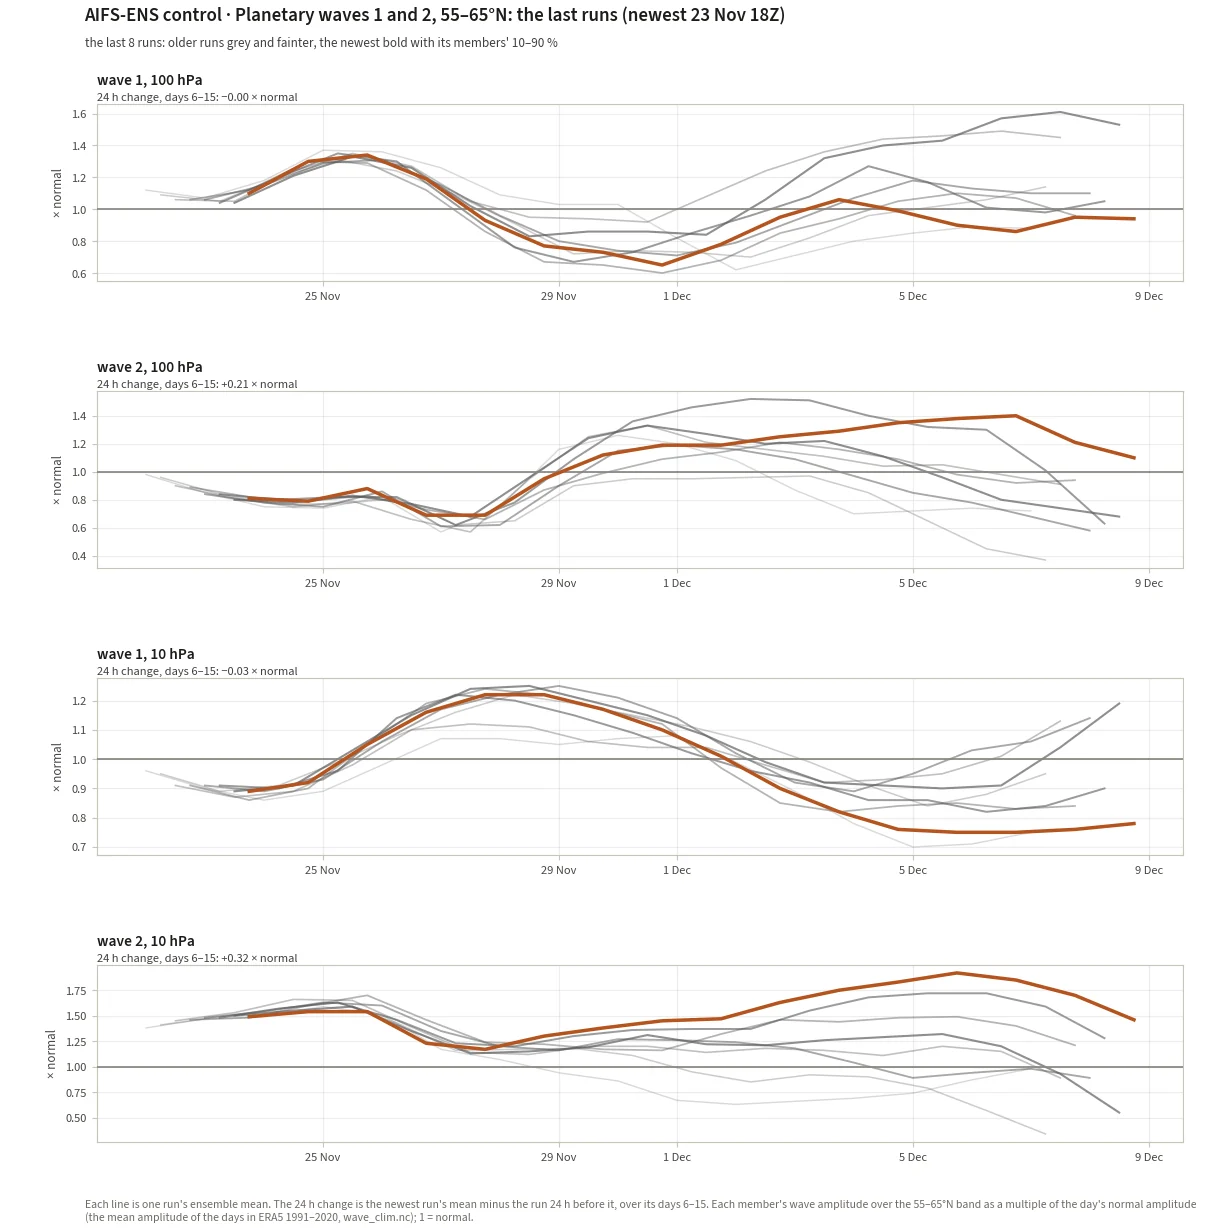 AIFS-ENS control · Planetary waves 1 and 2, 55–65°N: the last runs (newest 23 Nov 18Z)
the last 8 runs: older runs grey and fainter, the newest bold with its members' 10–90 %
wave 1, 100 hPa
24 h change, days 6–15: −0.00 × normal
1.6
1.4
1.2
1.0
0.8
0.6
× normal
25 Nov
29 Nov
1 Dec
5 Dec
9 Dec
wave 2, 100 hPa
24 h change, days 6–15: +0.21 × normal
1.4
1.2
1.0
0.8
0.6
0.4
× normal
25 Nov
29 Nov
1 Dec
5 Dec
9 Dec
wave 1, 10 hPa
24 h change, days 6–15: −0.03 × normal
1.2
1.1
1.0
0.9
0.8
0.7
× normal
25 Nov
29 Nov
1 Dec
5 Dec
9 Dec
wave 2, 10 hPa
24 h change, days 6–15: +0.32 × normal
1.75
1.50
1.25
1.00
0.75
0.50
× normal
25 Nov
29 Nov
1 Dec
5 Dec
9 Dec
Each line is one run's ensemble mean. The 24 h change is the newest run's mean minus the run 24 h before it, over its days 6–15. Each member's wave amplitude over the 55–65°N band as a multiple of the day's normal amplitude
(the mean amplitude of the days in ERA5 1991–2020, wave_clim.nc); 1 = normal.